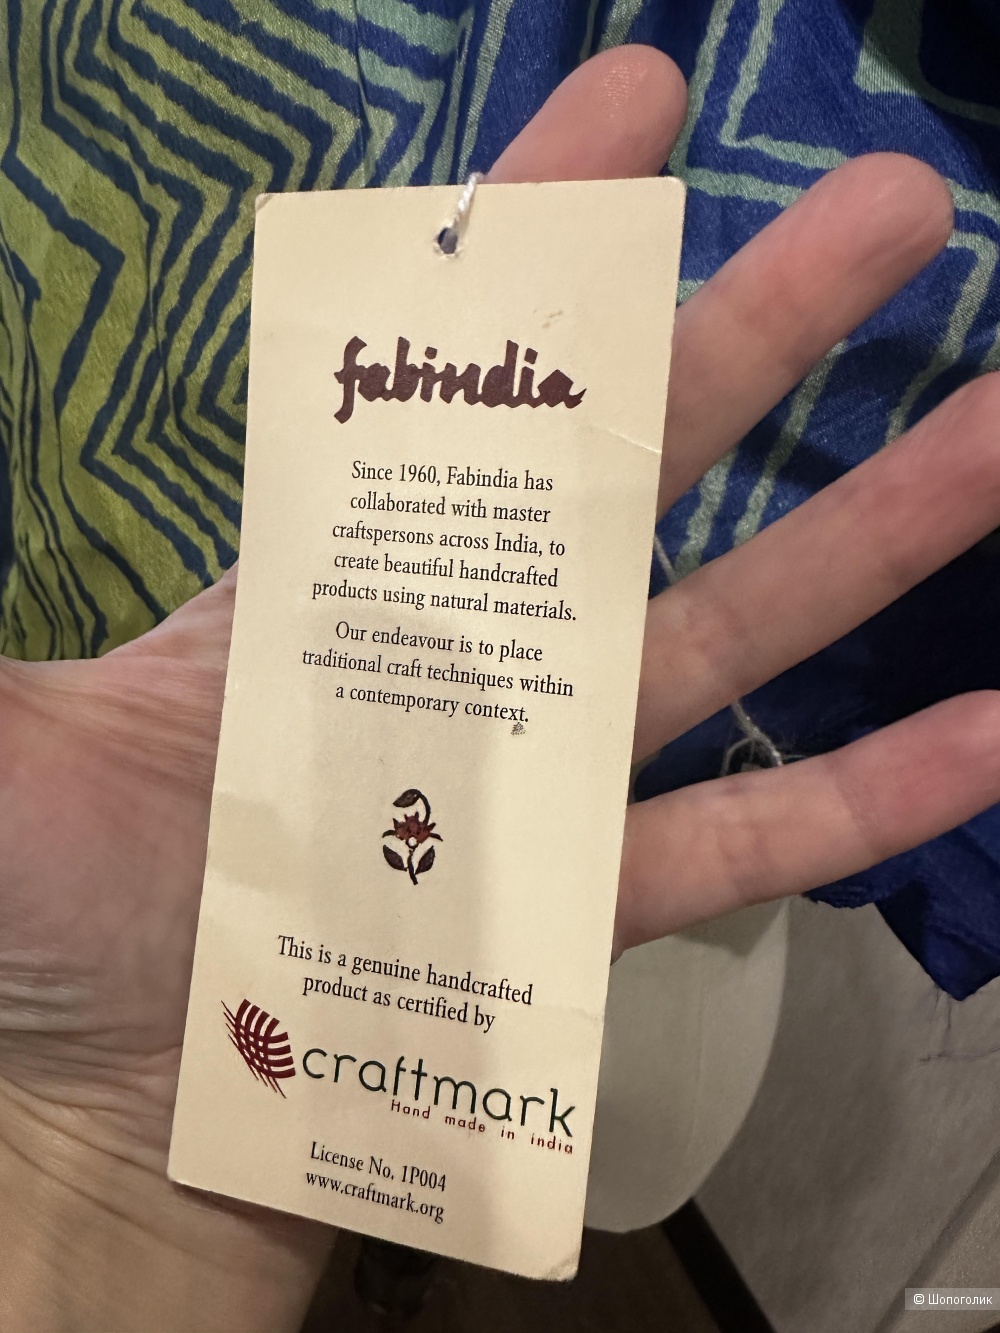 fabindia
Since 1960, Fabindia has
collaborated with master
craftspersons across India, to
create beautiful handcrafted
products using natural materials.
Our endeavour is to place
traditional craft techniques within
a contemporary context.
This is a genuine handcrafted
product as certified by
craftmark
Hand made in india
License No. 1P004
www.craftmark.org
© Шопоголик